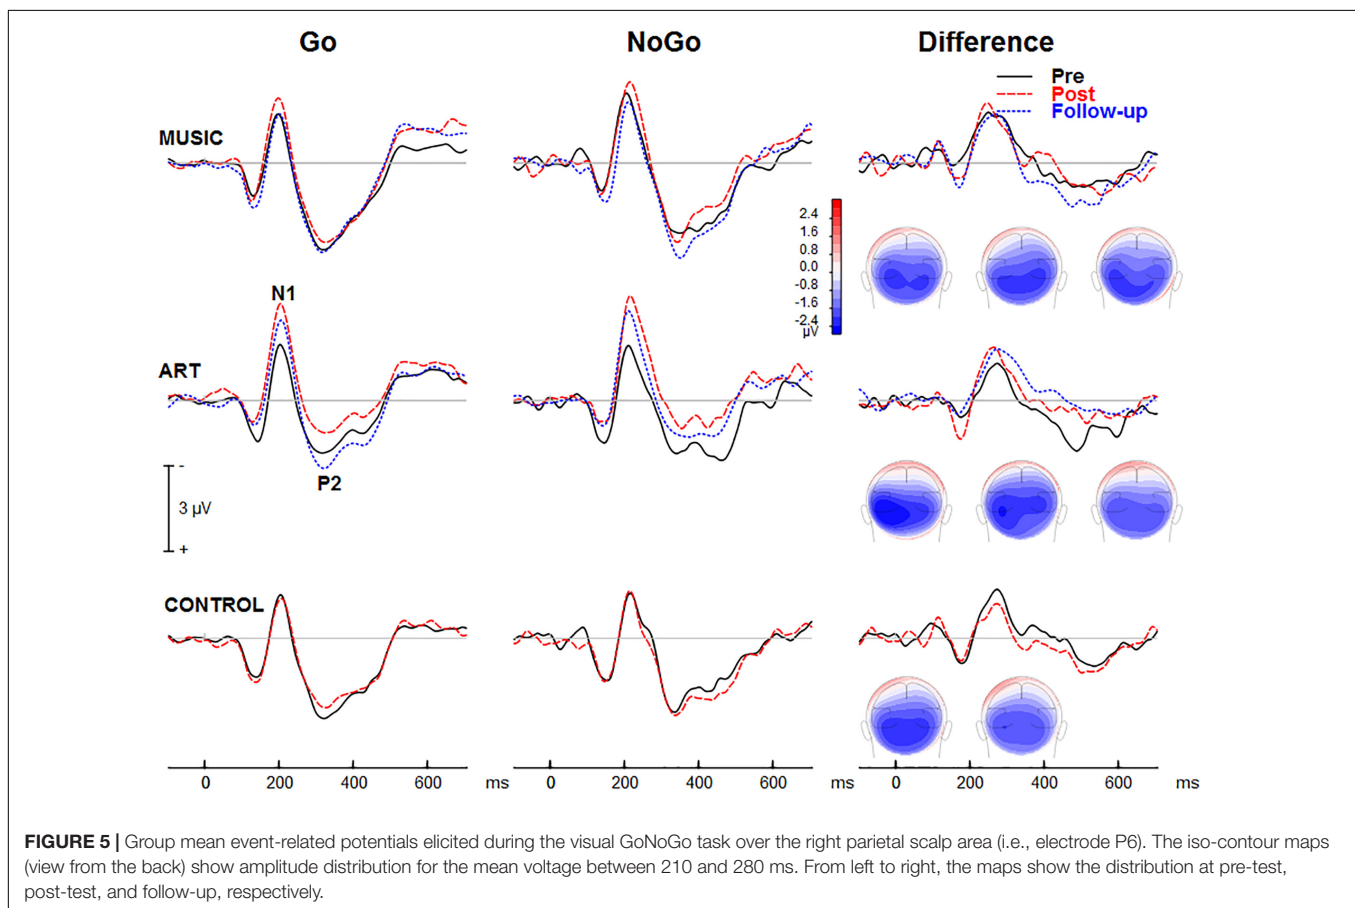 Go NoGo Difference
Pre
Post
Follow-up
MUSIC
2.4
1.6
0.8
0.0
-0.8
-1.6
-2.4
µV
N1
ART
P2
-
3 µV
+
CONTROL
0 200 400 600 ms 0 200 400 600 ms 0 200 400 600 ms
FIGURE 5 | Group mean event-related potentials elicited during the visual GoNoGo task over the right parietal scalp area (i.e., electrode P6). The iso-contour maps
(view from the back) show amplitude distribution for the mean voltage between 210 and 280 ms. From left to right, the maps show the distribution at pre-test,
post-test, and follow-up, respectively.